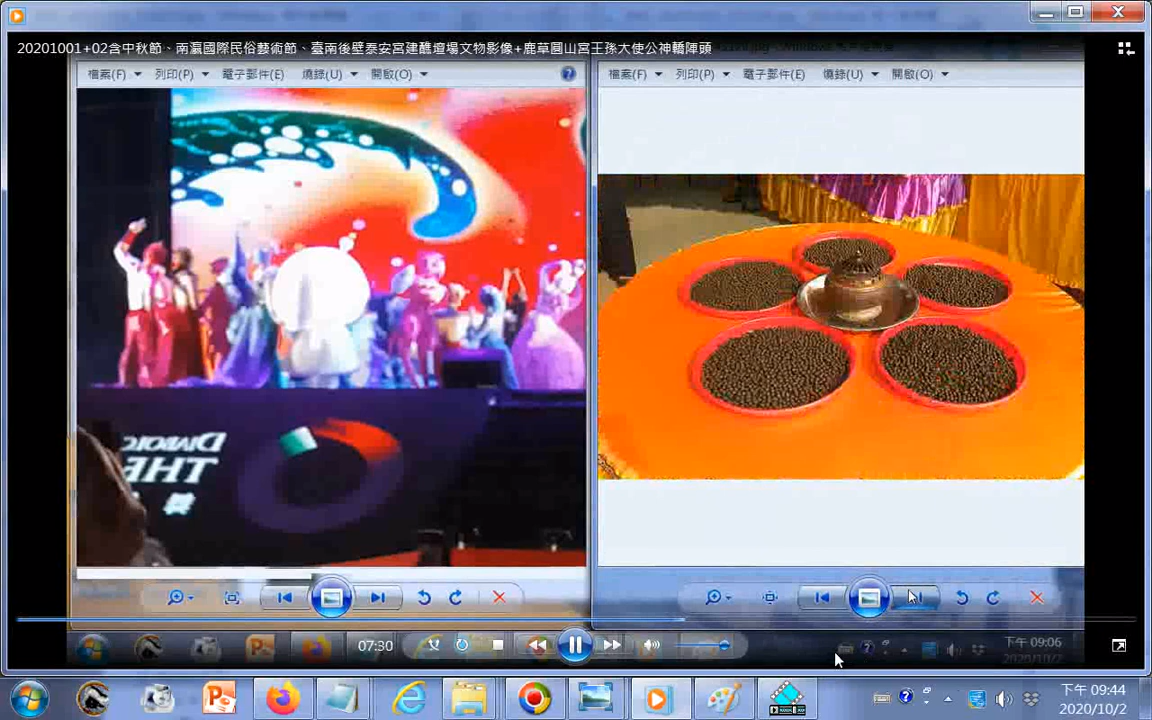 20201001+02含中秋節、南瀛國際民俗藝術節、臺南後壁泰安宮建醮壇場文物影像+鹿草圓山宮王孫大使公神轎陣頭
檔案(F) 列印(P) 電子郵件(E) 燒錄(U) 開啟(O)
檔案(F) 列印(P) 電子郵件(E) 燒錄(U) 開啟(O)
DIABOLO
THE
07:30
下午 09:06
2020/10/2
下午 09:44
2020/10/2